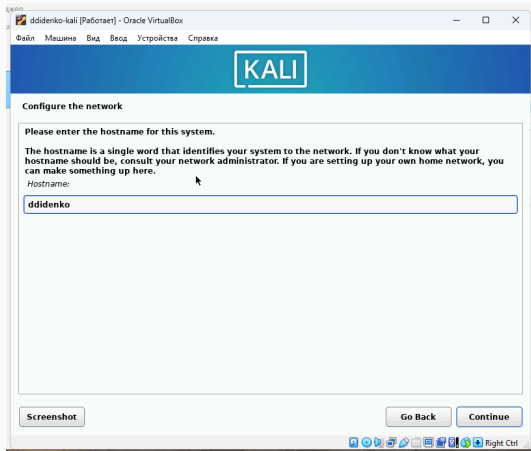 ddidenko-kali [Работает] - Oracle VirtualBox
Файл Машина Вид Ввод Устройства Справка
KALI
Configure the network
Please enter the hostname for this system.
The hostname is a single word that identifies your system to the network. If you don't know what your
hostname should be, consult your network administrator. If you are setting up your own home network, you
can make something up here.
Hostname:
ddidenko
Screenshot
Go Back
Continue
Right Ctrl